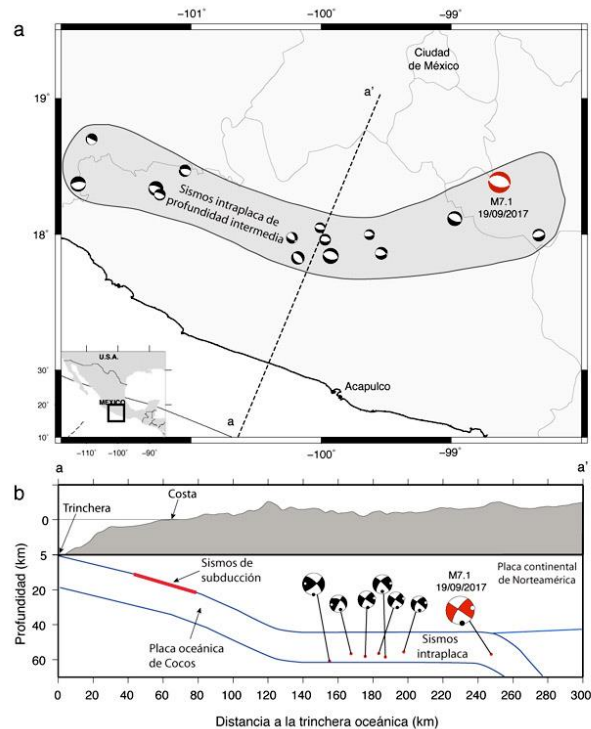 a
-101
-100
-99
Ciudad
de México
a'
19°
18°
Sismos intraplaca de
profundidad intermedia
M7.1
19/09/2017
Acapulco
a
U.S.A.
MEXICO
30°
20°
10°
-110°
-100°
-90°
-100
-99
b
a
a'
Trinchera
Costa
Profundidad (km)
0
5
20
40
60
Sismos de
subducción
Placa oceánica
de Cocos
M7.1
19/09/2017
Placa continental
de Norteamérica
Sismos
intraplaca
0
20
40
60
80
100
120
140
160
180
200
220
240
260
280
300
Distancia a la trinchera oceánica (km)